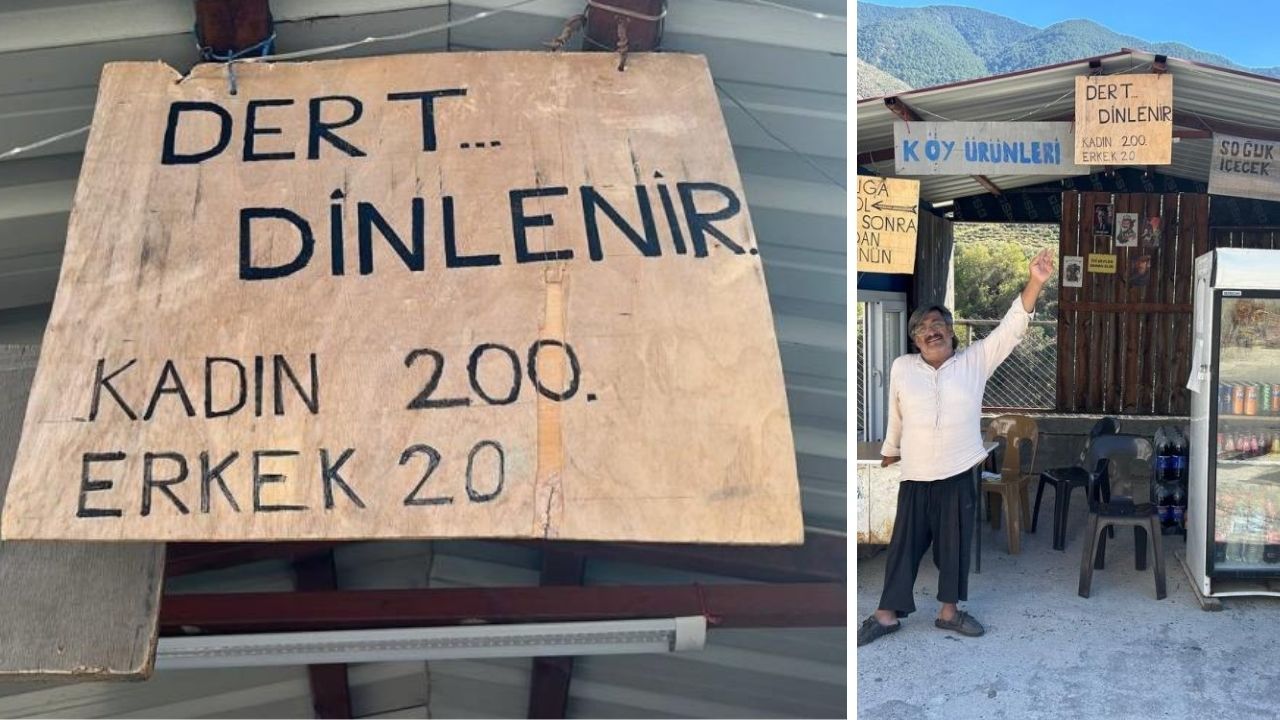 DERT...
DİNLENİR.
KADIN 200.
ERKEK 20
DERT...
DİNLENİR
KADIN 200.
ERKEK 20
KÖY ÜRÜNLERİ
SOĞUK
İÇECEK
SONRA